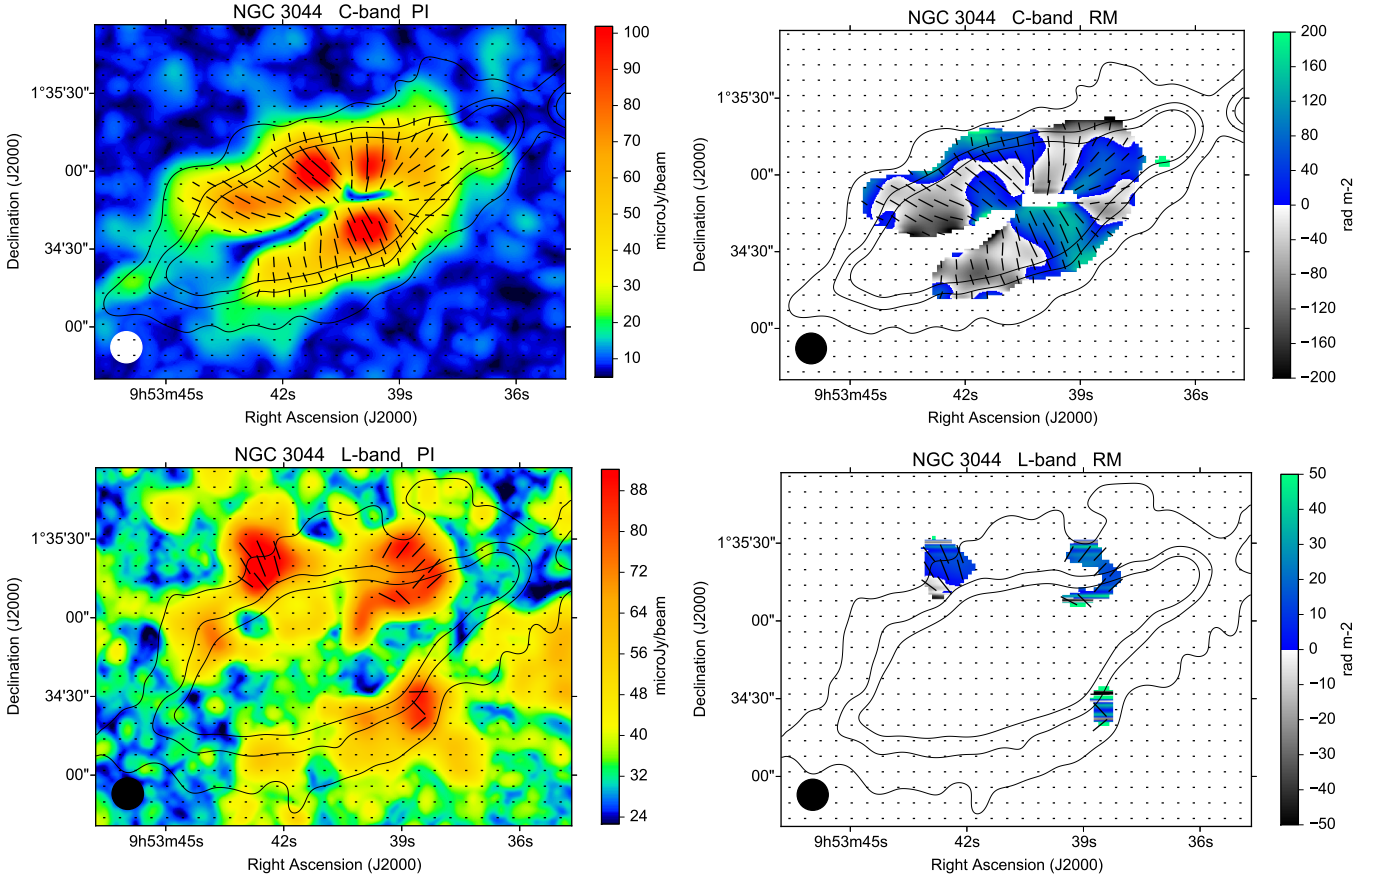 NGC 3044 C-band PI
1°35'30"
00"
34'30"
00"
Declination (J2000)
9h53m45s
42s
39s
36s
Right Ascension (J2000)
100
90
80
70
60
50
40
30
20
10
microJy/beam
NGC 3044 C-band RM
1°35'30"
00"
34'30"
00"
Declination (J2000)
9h53m45s
42s
39s
36s
Right Ascension (J2000)
200
160
120
80
40
0
−40
−80
−120
−160
−200
rad m-2
NGC 3044 L-band PI
1°35'30"
00"
34'30"
00"
Declination (J2000)
9h53m45s
42s
39s
36s
Right Ascension (J2000)
88
80
72
64
56
48
40
32
24
microJy/beam
NGC 3044 L-band RM
1°35'30"
00"
34'30"
00"
Declination (J2000)
9h53m45s
42s
39s
36s
Right Ascension (J2000)
50
40
30
20
10
0
−10
−20
−30
−40
−50
rad m-2